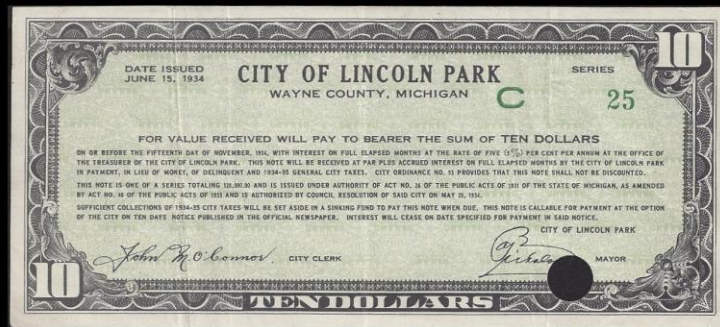 10
DATE ISSUED
JUNE 15, 1934
CITY OF LINCOLN PARK
WAYNE COUNTY, MICHIGAN
SERIES
C
25
FOR VALUE RECEIVED WILL PAY TO BEARER THE SUM OF TEN DOLLARS
ON OR BEFORE THE FIFTEENTH DAY OF NOVEMBER, 1934, WITH INTEREST ON FULL ELAPSED MONTHS AT THE RATE OF FIVE (5%) PER CENT PER ANNUM AT THE OFFICE OF
THE TREASURER OF THE CITY OF LINCOLN PARK. THIS NOTE WILL BE RECEIVED AT PAR PLUS ACCRUED INTEREST ON FULL ELAPSED MONTHS BY THE CITY OF LINCOLN PARK
IN PAYMENT, IN LIEU OF MONEY, OF DELINQUENT AND 1934-35 GENERAL CITY TAXES. CITY ORDINANCE NO. 13 PROVIDES THAT THIS NOTE SHALL NOT BE DISCOUNTED.
THIS NOTE IS ONE OF A SERIES TOTALING $20,000.00 AND IS ISSUED UNDER AUTHORITY OF ACT NO. 26 OF THE PUBLIC ACTS OF 1931 OF THE STATE OF MICHIGAN, AS AMENDED
BY ACT NO. OF THE PUBLIC ACTS OF 1933 AND IS AUTHORIZED BY COUNCIL RESOLUTION OF SAID CITY ON MAY 25, 1934.
SUFFICIENT COLLECTIONS OF 1934-35 CITY TAXES WILL BE SET ASIDE IN A SINKING FUND TO PAY THIS NOTE WHEN DUE. THIS NOTE IS CALLABLE FOR PAYMENT AT THE OPTION
OF THE CITY ON TEN DAYS NOTICE PUBLISHED IN THE OFFICIAL NEWSPAPER. INTEREST WILL CEASE ON DATE SPECIFIED FOR PAYMENT IN SAID NOTICE.
CITY OF LINCOLN PARK
John M. O'Connor CITY CLERK
MAYOR
10
TEN DOLLARS